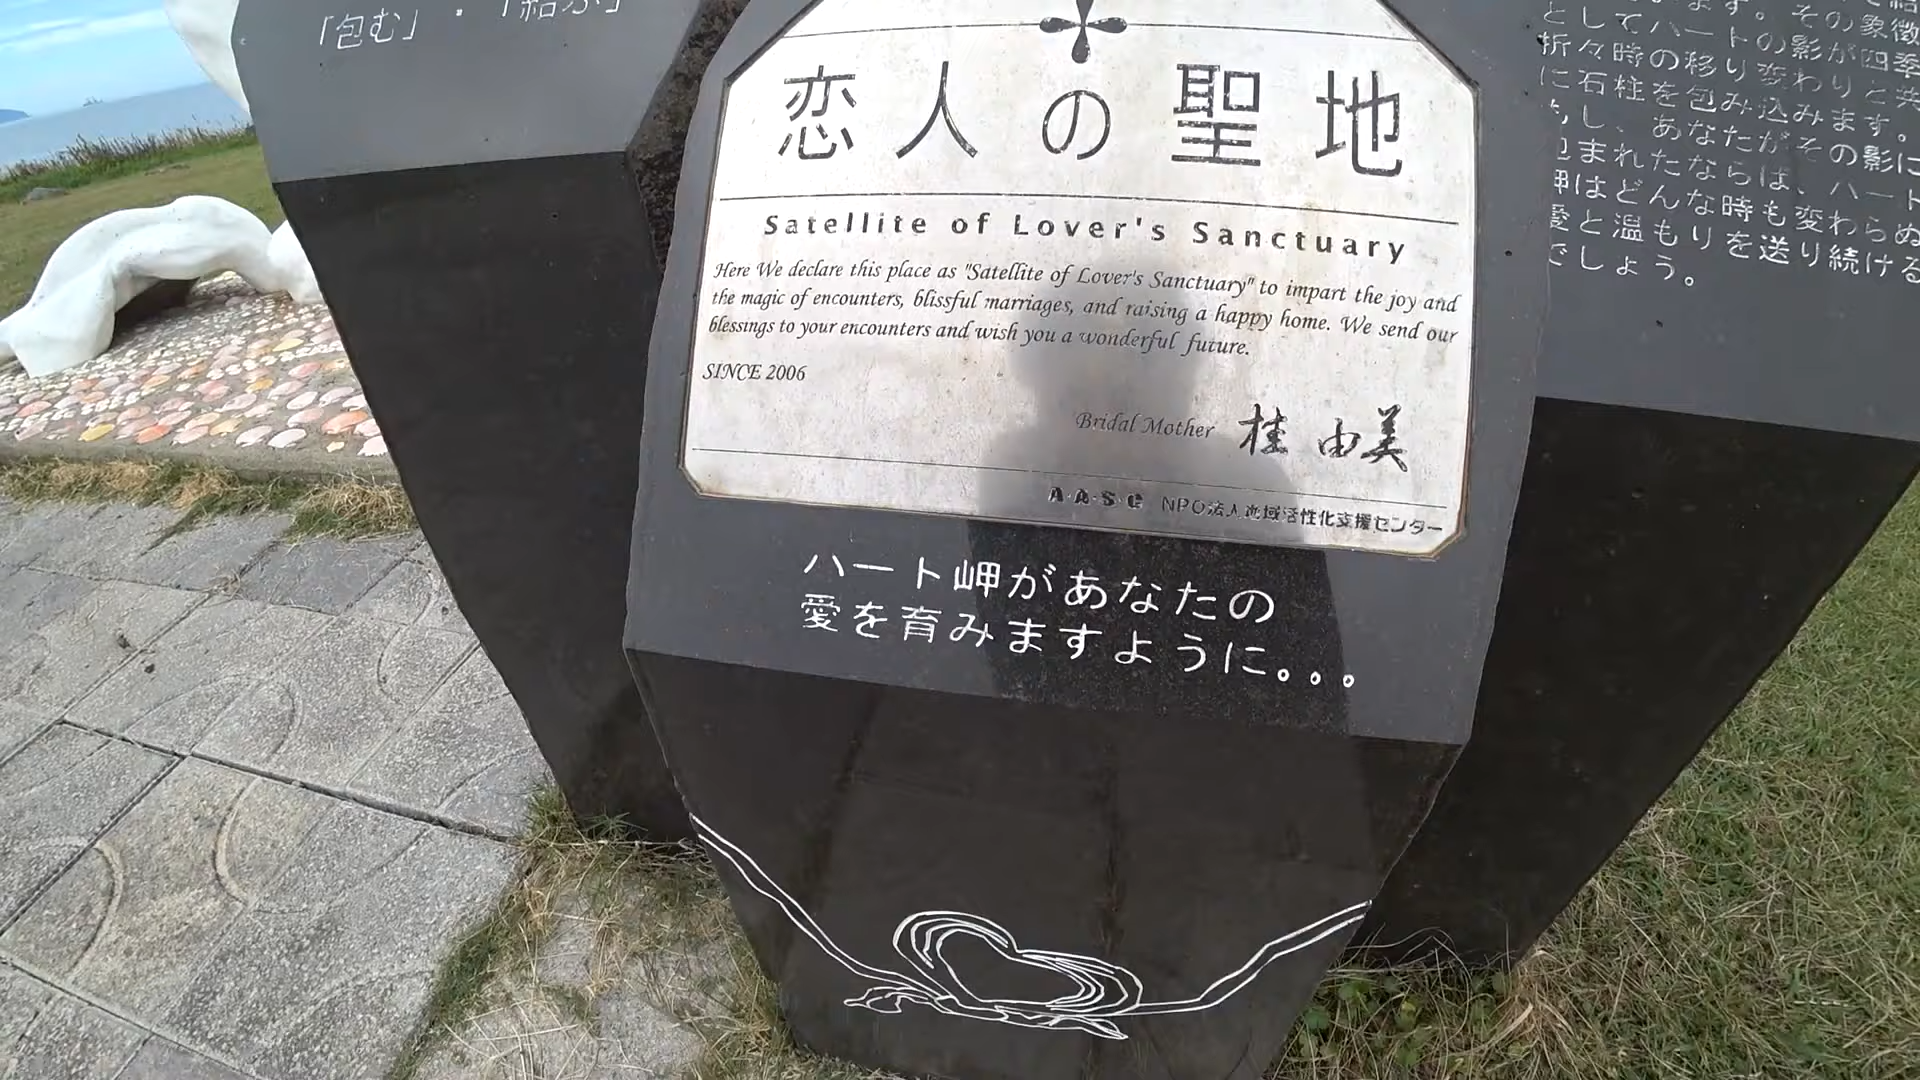 「包む」・「結ぶ」
恋人の聖地
Satellite of Lover's Sanctuary
Here We declare this place as "Satellite of Lover's Sanctuary" to impart the joy and
the magic of encounters, blissful marriages, and raising a happy home. We send our
blessings to your encounters and wish you a wonderful future.
SINCE 2006
Bridal Mother 桂 由美
A・A・S・C NPO法人地域活性化支援センター
ハート岬があなたの
愛を育みますように。。。
ます。その象徴
としてハートの影が四季
折々時の移り変わりと共
に石柱を包み込みます。
もし、あなたがその影に
包まれたならば、ハート
岬はどんな時も変わらぬ
愛と温もりを送り続ける
でしょう。